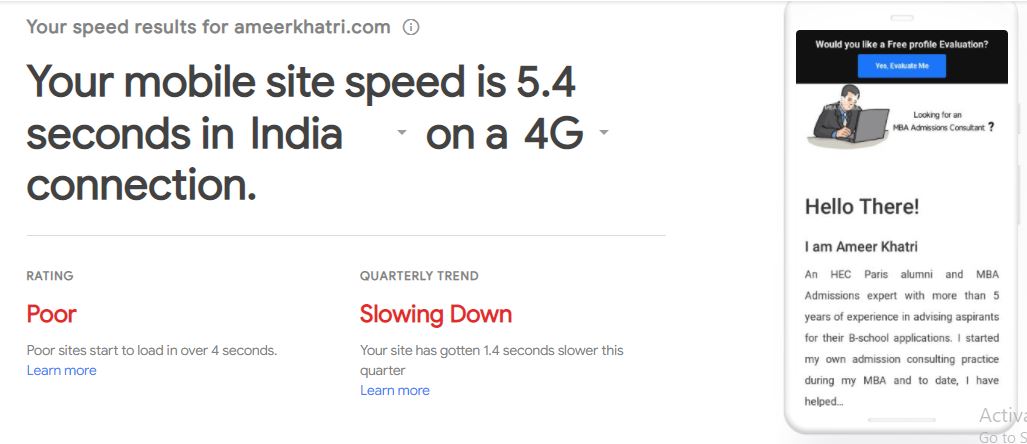 Your speed results for ameerkhatri.com
Your mobile site speed is 5.4
seconds in India on a 4G
connection.
RATING
Poor
Poor sites start to load in over 4 seconds.
Learn more
QUARTERLY TREND
Slowing Down
Your site has gotten 1.4 seconds slower this
quarter
Learn more
Would you like a Free profile Evaluation?
Yes, Evaluate Me
Looking for an
MBA Admissions Consultant ?
Hello There!
I am Ameer Khatri
An HEC Paris alumni and MBA
Admissions expert with more than 5
years of experience in advising aspirants
for their B-school applications. I started
my own admission consulting practice
during my MBA and to date, I have
helped...
Activa
Go to S